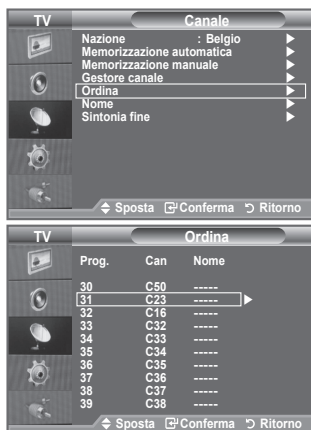 TV Canale
Nazione : Belgio
Memorizzazione automatica
Memorizzazione manuale
Gestore canale
Ordina
Nome
Sintonia fine
Sposta Conferma Ritorno
TV Ordina
Prog. Can Nome
30 C50 -----
31 C23 -----
32 C16 -----
33 C32 -----
34 C33 -----
35 C34 -----
36 C35 -----
37 C36 -----
38 C37 -----
39 C38 -----
Sposta Conferma Ritorno